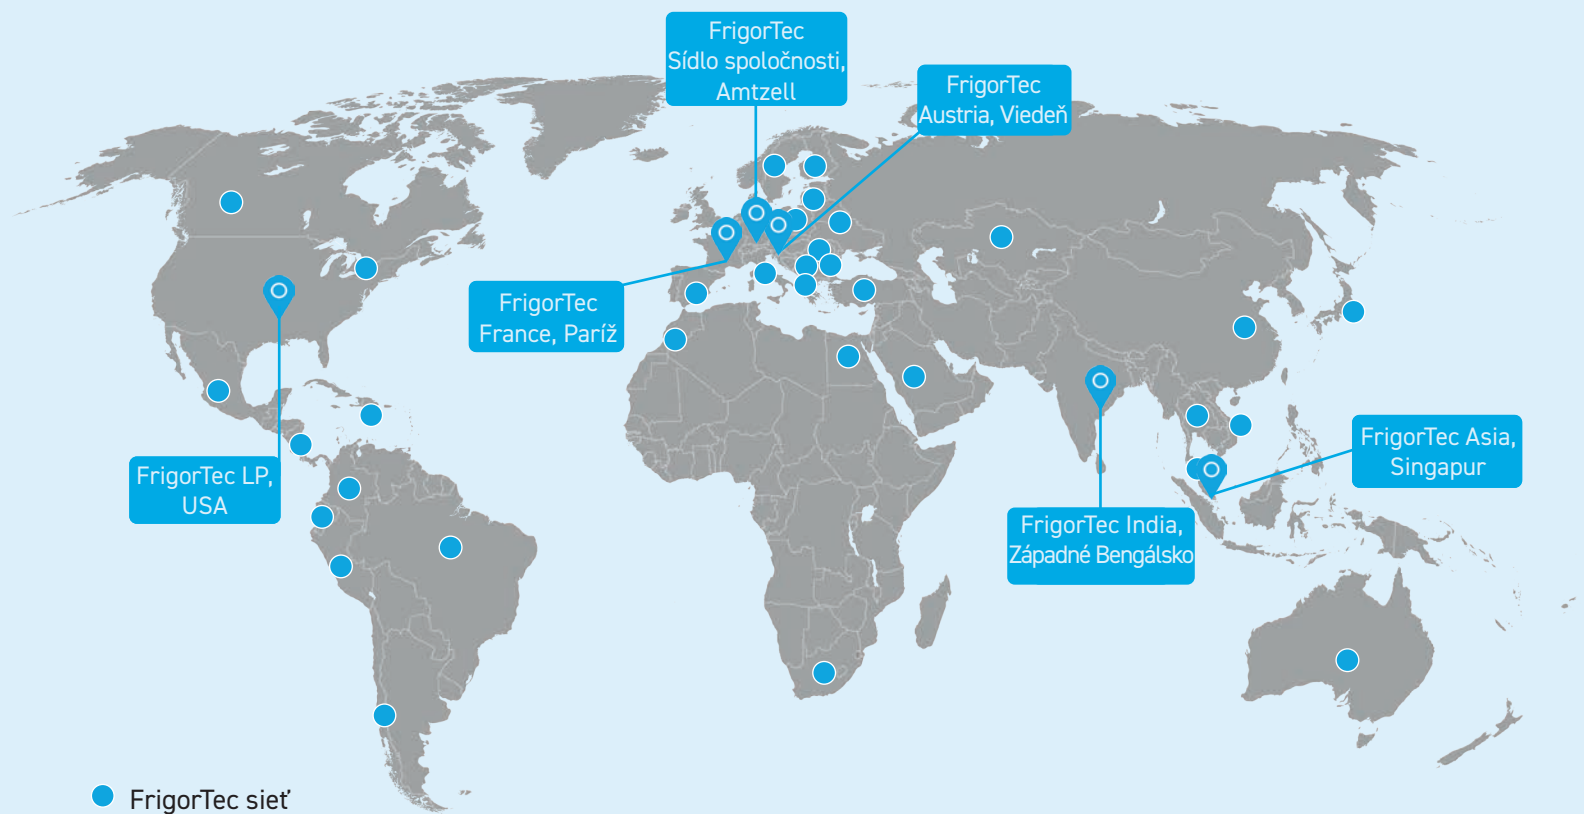 FrigorTec
Sídlo spoločnosti,
Amtzell
FrigorTec
Austria, Viedeň
FrigorTec
France, Paríž
FrigorTec LP,
USA
FrigorTec Asia,
Singapur
FrigorTec India,
Západné Bengálsko
FrigorTec sieť